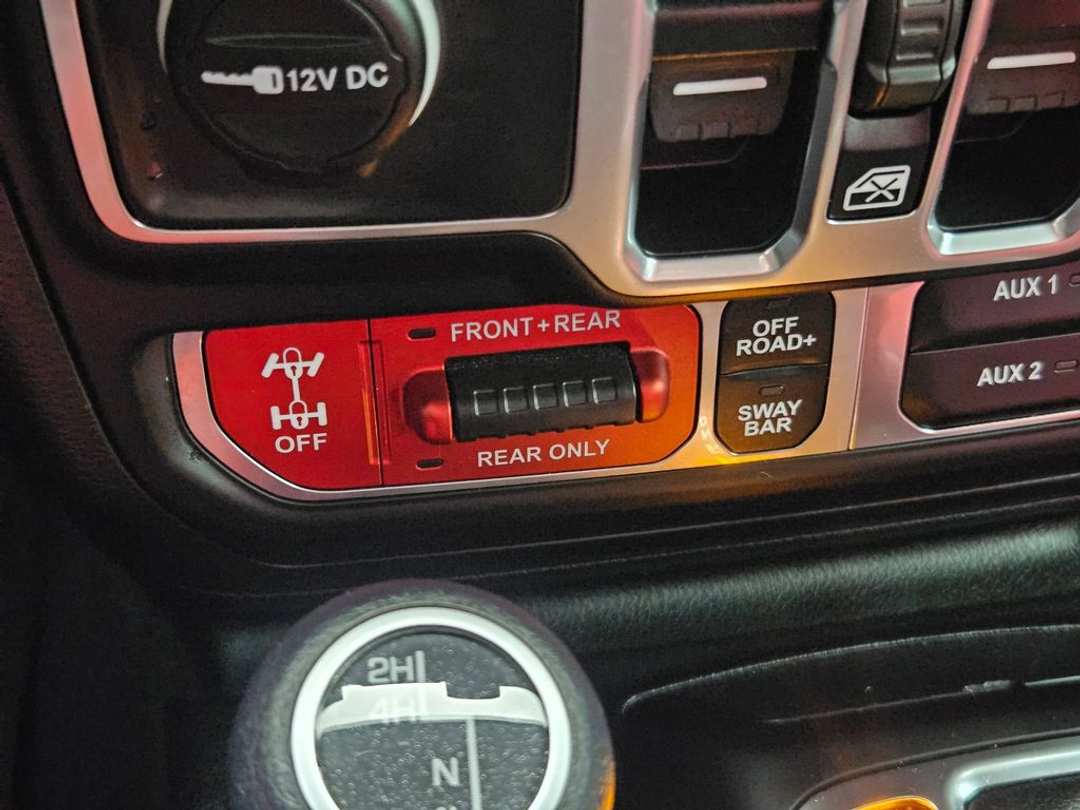 12V DC
FRONT+REAR
OFF
REAR ONLY
OFF
ROAD+
SWAY
BAR
AUX 1
AUX 2
2H
4H
N